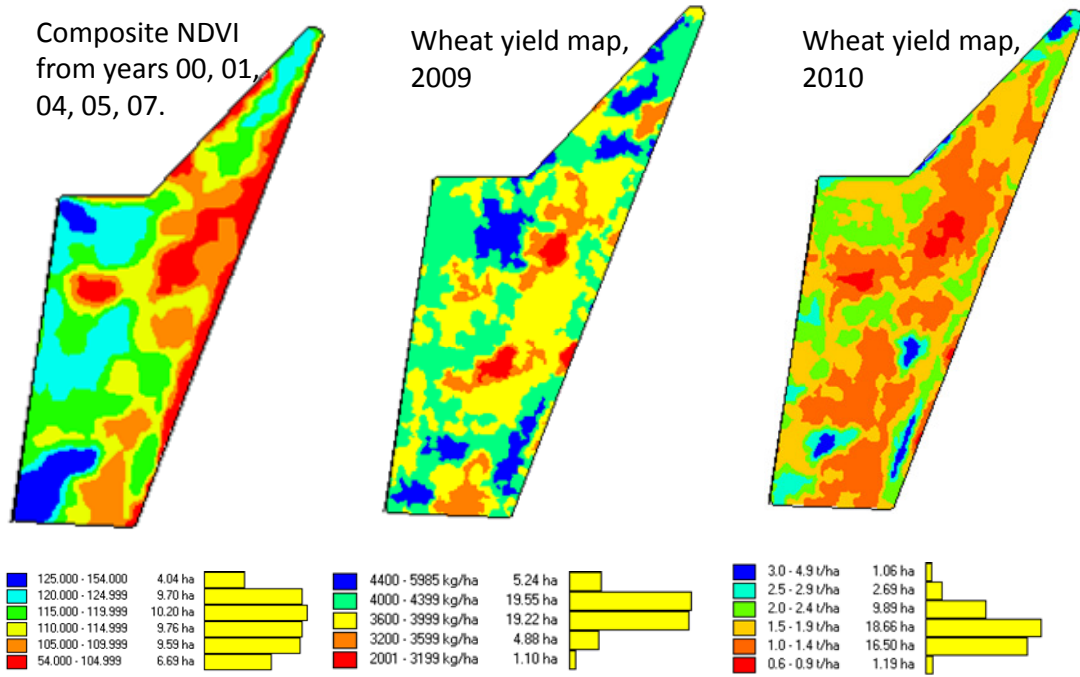 Composite NDVI
from years 00, 01,
04, 05, 07.
Wheat yield map,
2009
Wheat yield map,
2010
125.000 - 154.000 4.04 ha
120.000 - 124.999 9.70 ha
115.000 - 119.999 10.20 ha
110.000 - 114.999 9.76 ha
105.000 - 109.999 9.59 ha
54.000 - 104.999 6.69 ha
4400 - 5985 kg/ha 5.24 ha
4000 - 4399 kg/ha 19.55 ha
3600 - 3999 kg/ha 19.22 ha
3200 - 3599 kg/ha 4.88 ha
2001 - 3199 kg/ha 1.10 ha
3.0 - 4.9 t/ha 1.06 ha
2.5 - 2.9 t/ha 2.69 ha
2.0 - 2.4 t/ha 9.89 ha
1.5 - 1.9 t/ha 18.66 ha
1.0 - 1.4 t/ha 16.50 ha
0.6 - 0.9 t/ha 1.19 ha